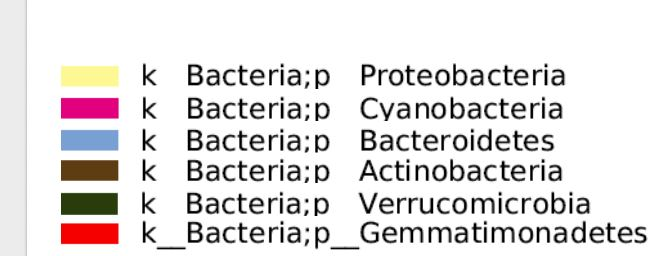 k Bacteria;p Proteobacteria
k Bacteria;p Cyanobacteria
k Bacteria;p Bacteroidetes
k Bacteria;p Actinobacteria
k Bacteria;p Verrucomicrobia
k__Bacteria;p__Gemmatimonadetes